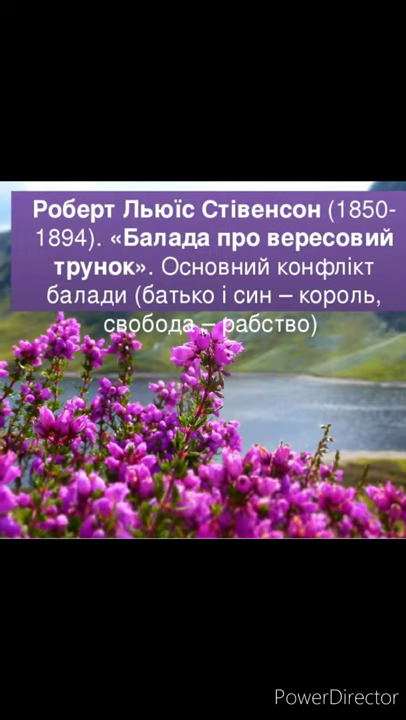 Роберт Льюїс Стівенсон (1850-
1894). «Балада про вересовий
трунок». Основний конфлікт
балади (батько і син – король,
свобода – рабство)
PowerDirector